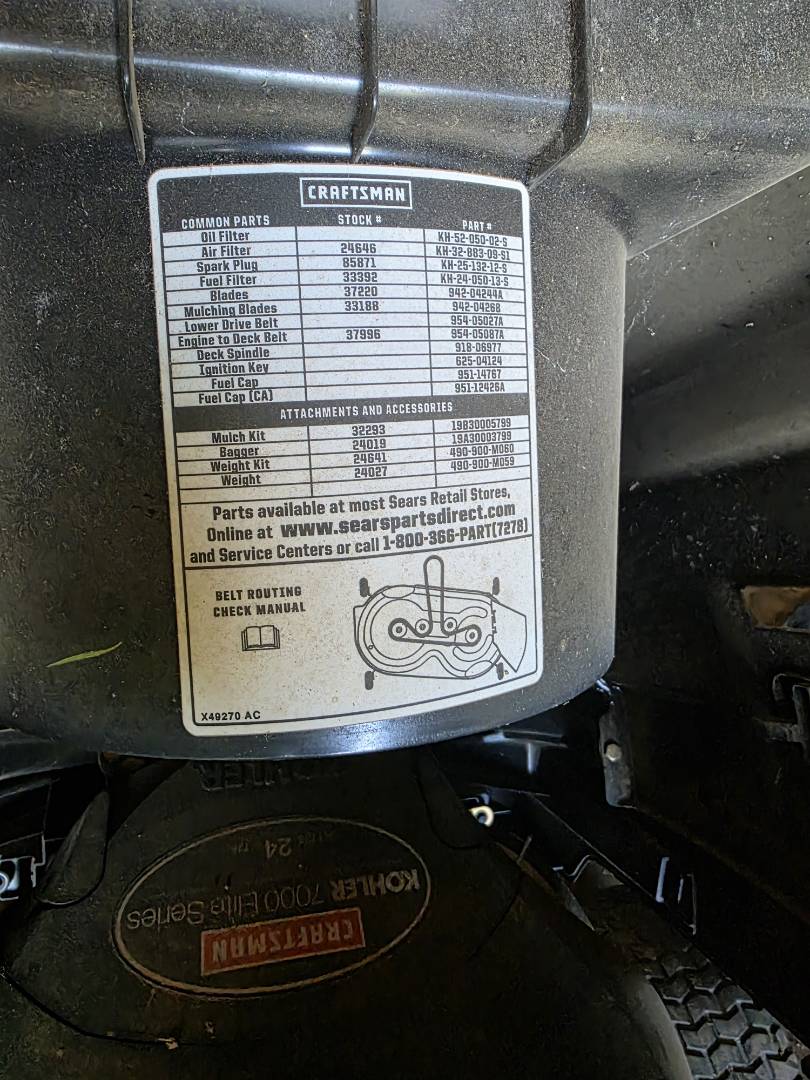 CRAFTSMAN
COMMON PARTS STOCK # PART #
Oil Filter KH-52-050-02-S
Air Filter 24646 KH-32-883-09-S1
Spark Plug 85871 KH-25-132-12-S
Fuel Filter 33392 KH-24-050-13-S
Blades 37220 942-04244A
Mulching Blades 33188 942-04268
Lower Drive Belt 954-05027A
Engine to Deck Belt 37996 954-05087A
Deck Spindle 918-06977
Ignition Key 625-04124
Fuel Cap 951-14767
Fuel Cap (CA) 951-12426A
ATTACHMENTS AND ACCESSORIES
Mulch Kit 32293 19B30005799
Bagger 24019 19A30003799
Weight Kit 24641 490-900-M060
Weight 24027 490-900-M059
Parts available at most Sears Retail Stores,
Online at www.searspartsdirect.com
and Service Centers or call 1-800-366-PART(7278)
BELT ROUTING
CHECK MANUAL
X49270 AC
CRAFTSMAN
KOHLER 7000 Elite Series
24